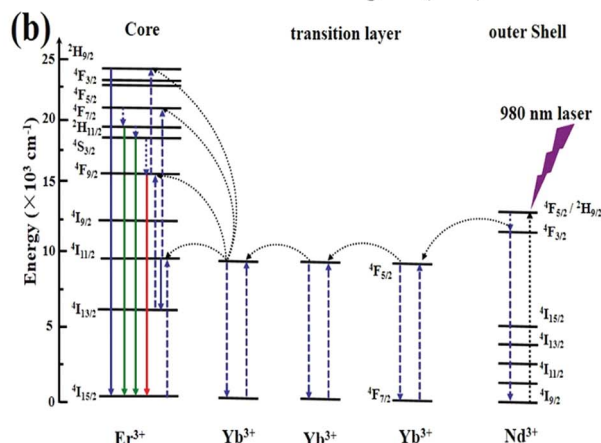 (b)
Core
transition layer
outer Shell
980 nm laser
Energy (×10³ cm⁻¹)
25
20
15
10
5
0
²H₉/₂
⁴F₃/₂
⁴F₅/₂
⁴F₇/₂
²H₁₁/₂
⁴S₃/₂
⁴F₉/₂
⁴I₉/₂
⁴I₁₁/₂
⁴I₁₃/₂
⁴I₁₅/₂
⁴F₅/₂
⁴F₇/₂
⁴F₅/₂ / ²H₉/₂
⁴F₃/₂
⁴I₁₅/₂
⁴I₁₃/₂
⁴I₁₁/₂
⁴I₉/₂
Er³⁺
Yb³⁺
Yb³⁺
Yb³⁺
Nd³⁺